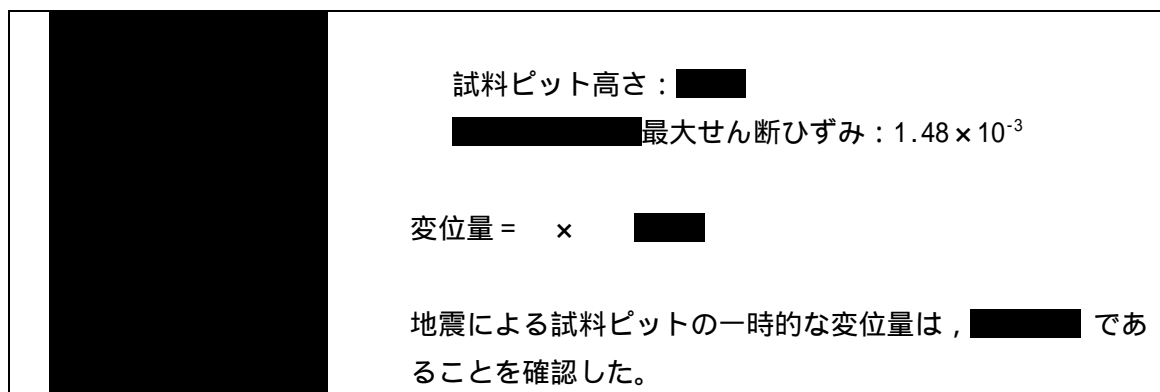 試料ピット高さ：
最大せん断ひずみ：1.48×10⁻³
変位量＝　×
地震による試料ピットの一時的な変位量は，であ
ることを確認した。